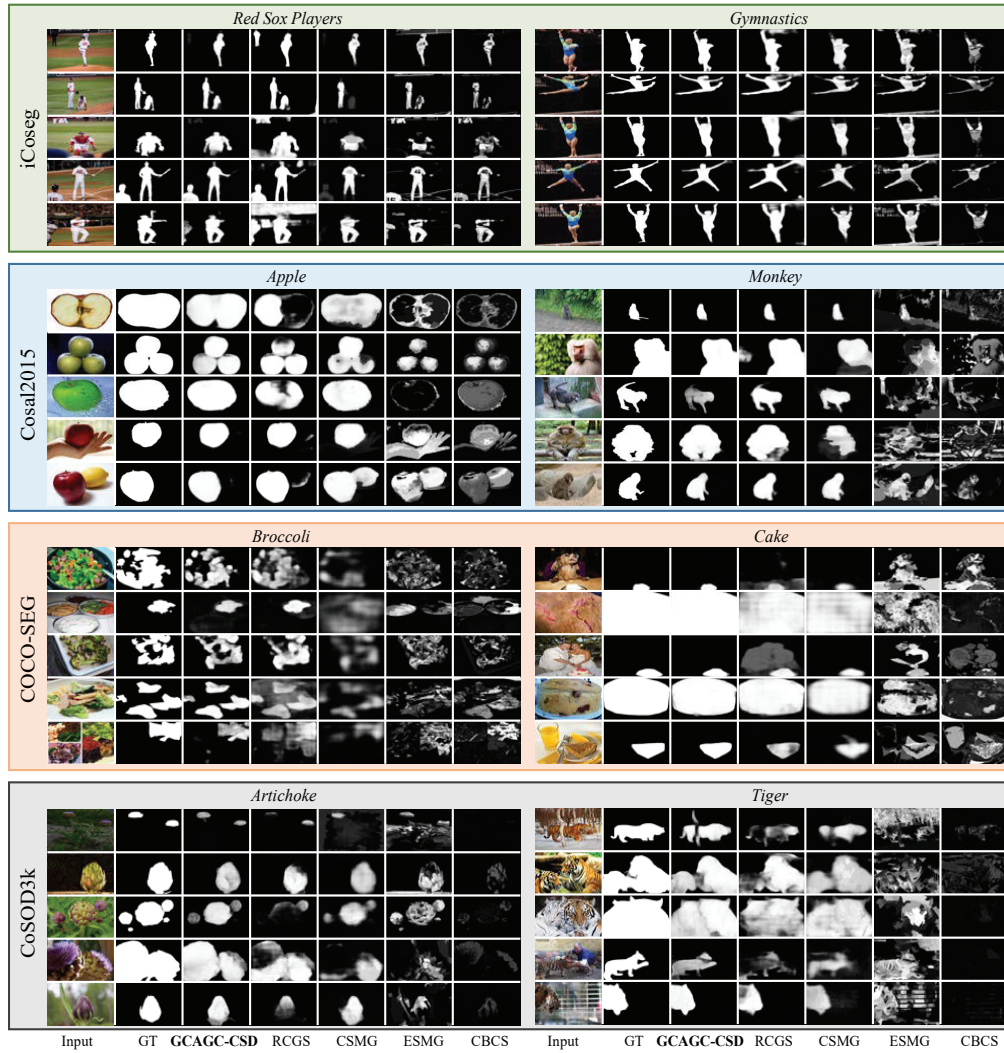 Red Sox Players
Gymnastics
iCoseg
Apple
Monkey
Cosal2015
Broccoli
Cake
COCO-SEG
Artichoke
Tiger
CoSOD3k
Input GT GCAGC-CSD RCGS CSMG ESMG CBCS Input GT GCAGC-CSD RCGS CSMG ESMG CBCS